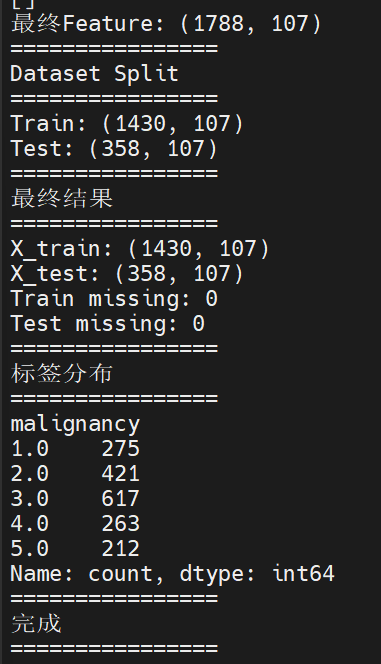 []
最终Feature: (1788, 107)
================
Dataset Split
================
Train: (1430, 107)
Test: (358, 107)
================
最终结果
================
X_train: (1430, 107)
X_test: (358, 107)
Train missing: 0
Test missing: 0
================
标签分布
================
malignancy
1.0    275
2.0    421
3.0    617
4.0    263
5.0    212
Name: count, dtype: int64
================
完成
================